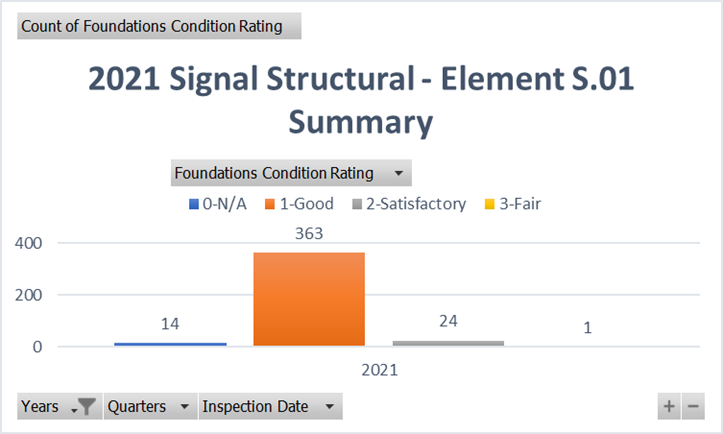 Count of Foundations Condition Rating
2021 Signal Structural - Element S.01
Summary
Foundations Condition Rating
0-N/A 1-Good 2-Satisfactory 3-Fair
400
200
0
14
363
24
1
2021
Years Quarters Inspection Date
+ −